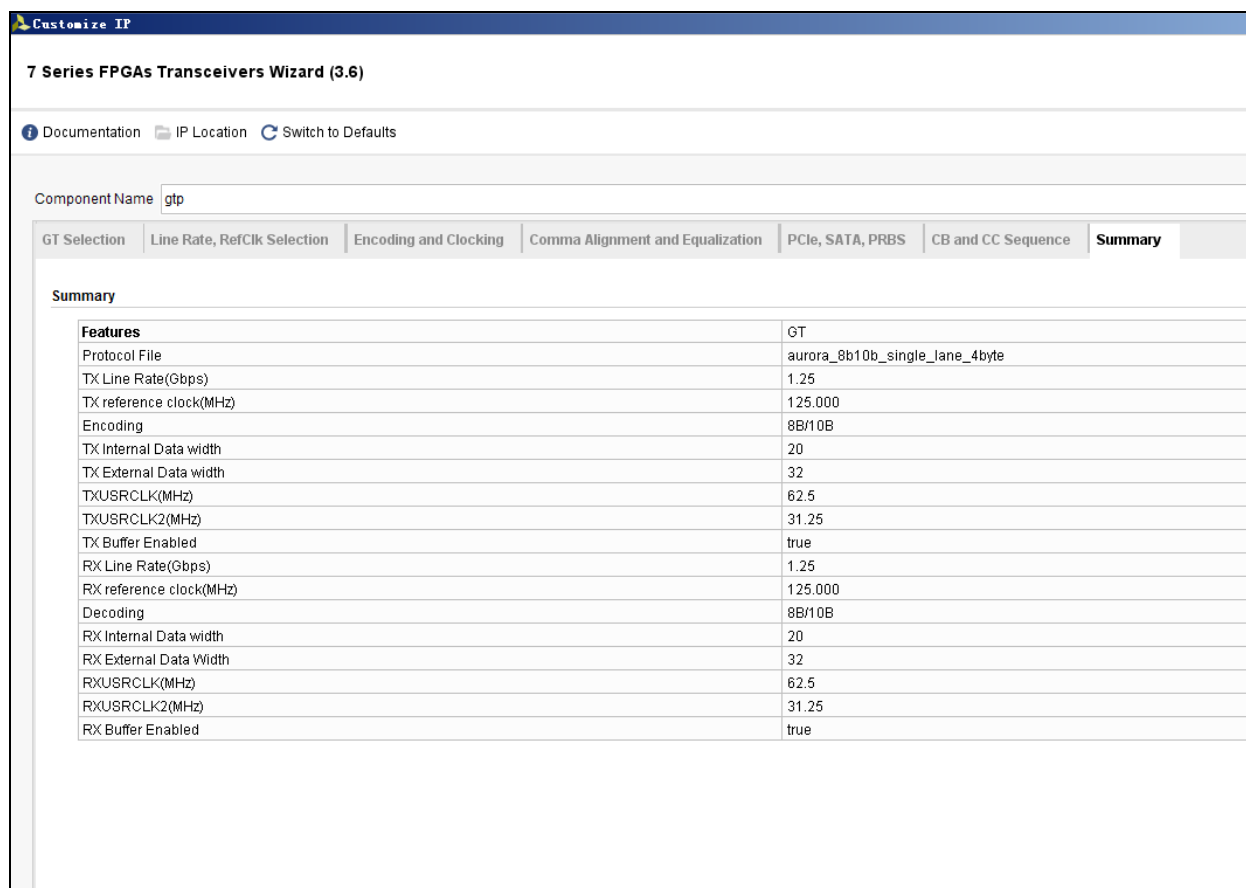 Customize IP
7 Series FPGAs Transceivers Wizard (3.6)
Documentation IP Location Switch to Defaults
Component Name gtp
GT Selection Line Rate, RefClk Selection Encoding and Clocking Comma Alignment and Equalization PCIe, SATA, PRBS CB and CC Sequence Summary
Summary
Features GT
Protocol File aurora_8b10b_single_lane_4byte
TX Line Rate(Gbps) 1.25
TX reference clock(MHz) 125.000
Encoding 8B/10B
TX Internal Data width 20
TX External Data width 32
TXUSRCLK(MHz) 62.5
TXUSRCLK2(MHz) 31.25
TX Buffer Enabled true
RX Line Rate(Gbps) 1.25
RX reference clock(MHz) 125.000
Decoding 8B/10B
RX Internal Data width 20
RX External Data Width 32
RXUSRCLK(MHz) 62.5
RXUSRCLK2(MHz) 31.25
RX Buffer Enabled true